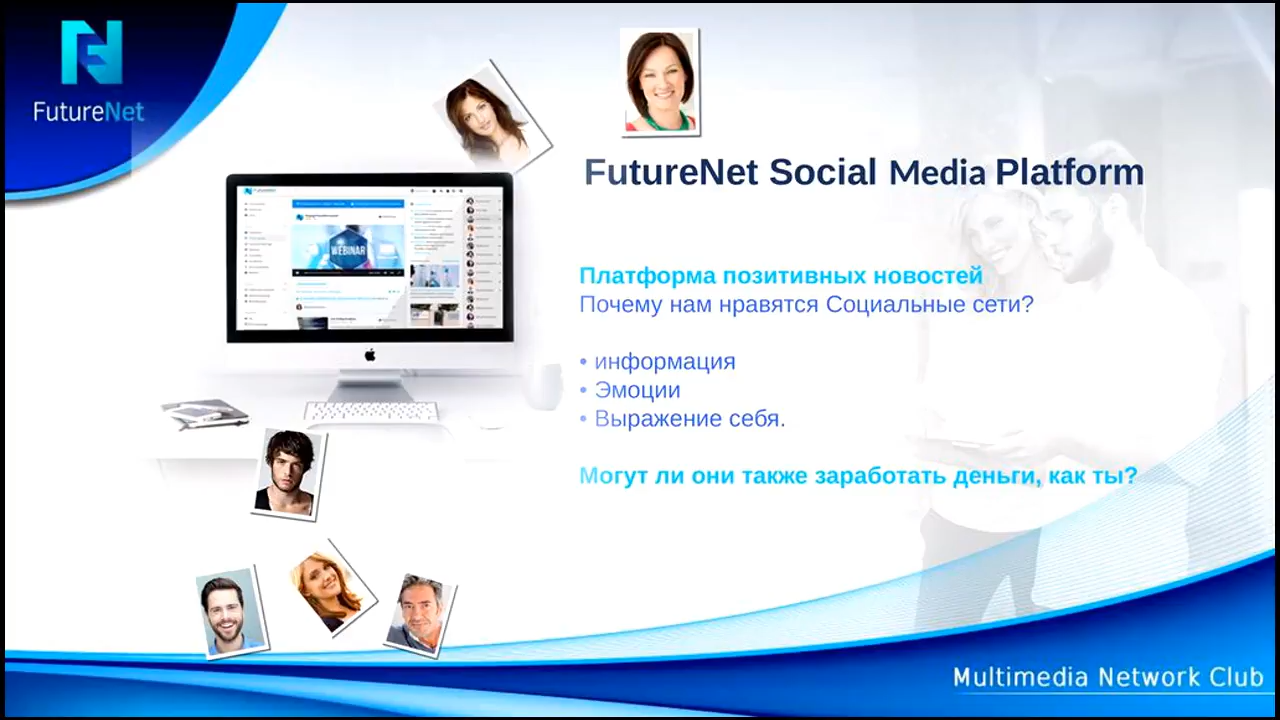 FutureNet
FutureNet Social Media Platform
WEBINAR
Платформа позитивных новостей
Почему нам нравятся Социальные сети?
• информация
• Эмоции
• Выражение себя.
Могут ли они также заработать деньги, как ты?
Multimedia Network Club